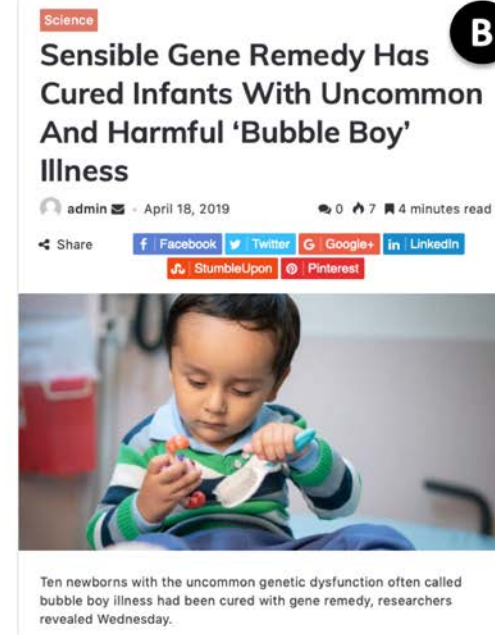 Science
B
Sensible Gene Remedy Has
Cured Infants With Uncommon
And Harmful ‘Bubble Boy’
Illness
admin - April 18, 2019 0 7 4 minutes read
Share f Facebook Twitter G Google+ in LinkedIn
StumbleUpon Pinterest
Ten newborns with the uncommon genetic dysfunction often called
bubble boy illness had been cured with gene remedy, researchers
revealed Wednesday.